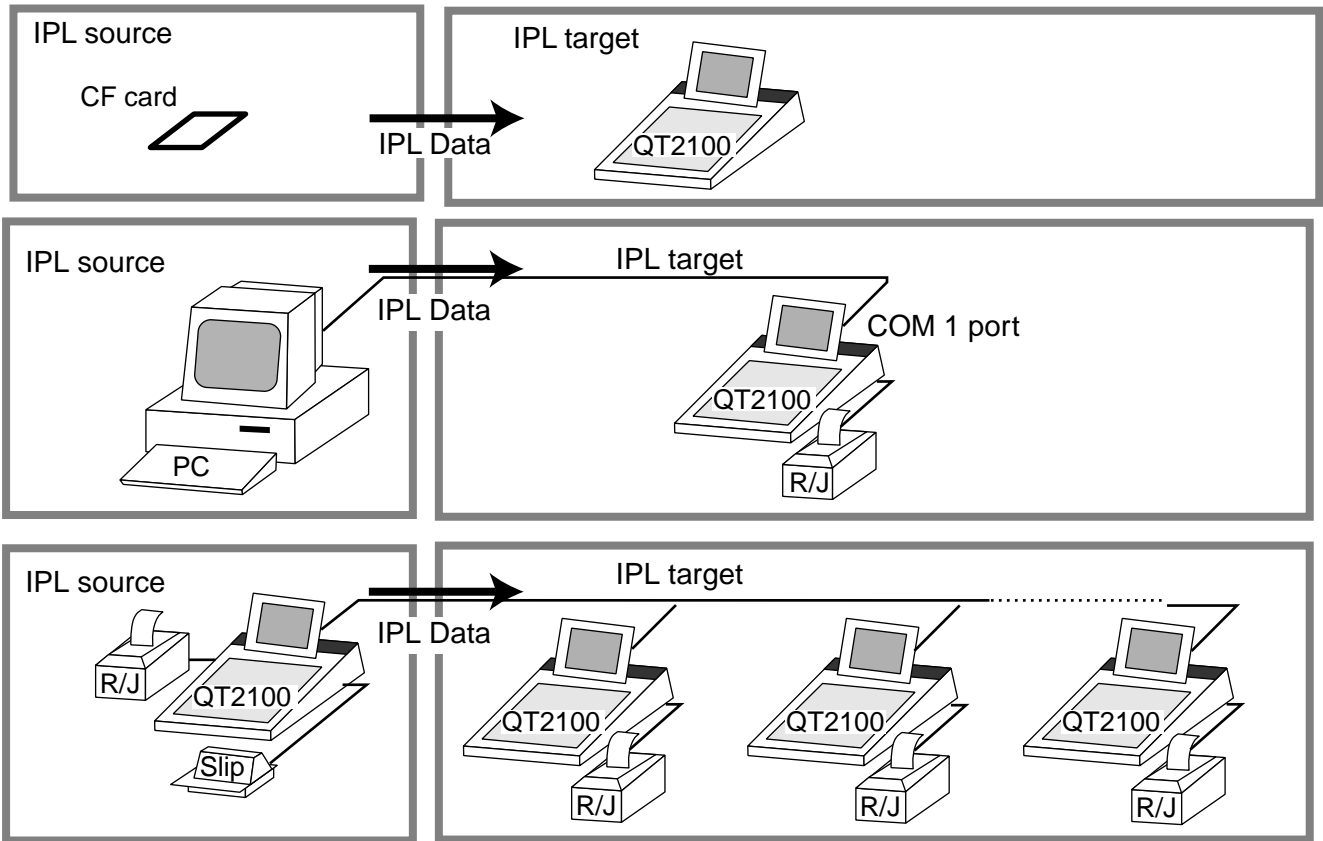 IPL source
CF card
IPL Data
IPL target
QT2100
IPL source
PC
IPL Data
IPL target
COM 1 port
QT2100
R/J
IPL source
R/J
QT2100
Slip
IPL Data
IPL target
QT2100
R/J
QT2100
R/J
QT2100
R/J